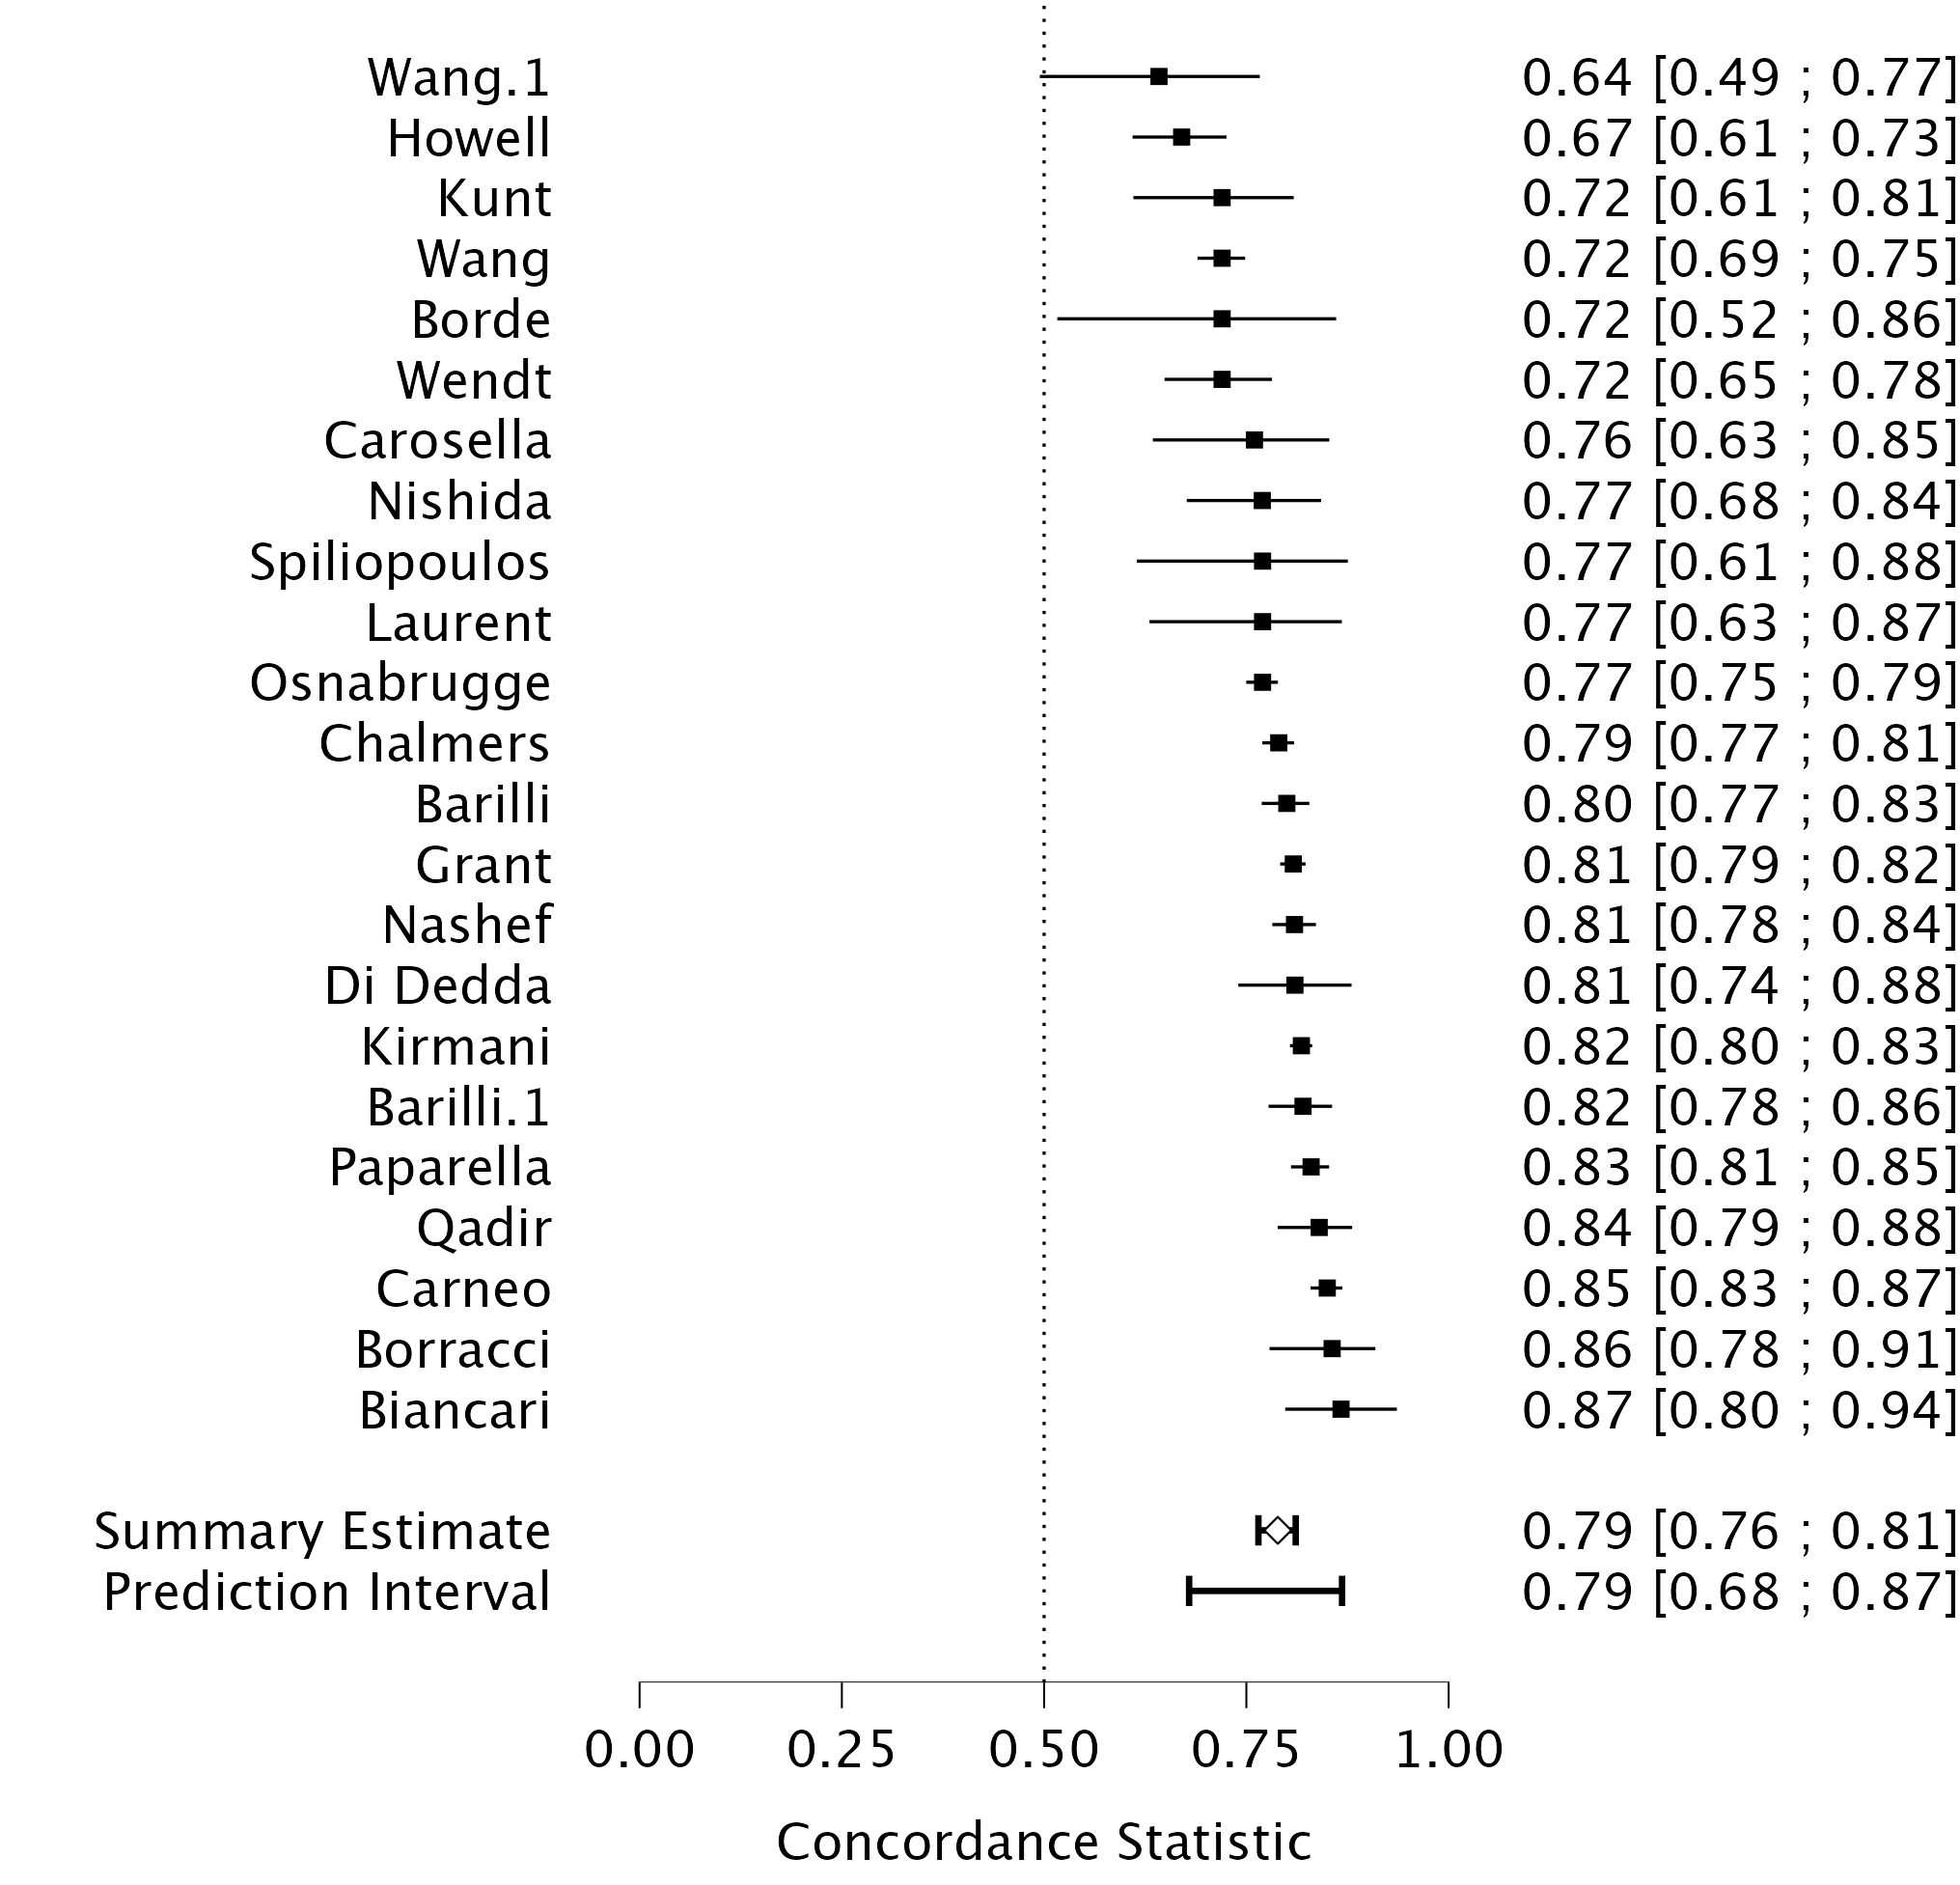 Wang.1 0.64 [0.49 ; 0.77]
Howell 0.67 [0.61 ; 0.73]
Kunt 0.72 [0.61 ; 0.81]
Wang 0.72 [0.69 ; 0.75]
Borde 0.72 [0.52 ; 0.86]
Wendt 0.72 [0.65 ; 0.78]
Carosella 0.76 [0.63 ; 0.85]
Nishida 0.77 [0.68 ; 0.84]
Spiliopoulos 0.77 [0.61 ; 0.88]
Laurent 0.77 [0.63 ; 0.87]
Osnabrugge 0.77 [0.75 ; 0.79]
Chalmers 0.79 [0.77 ; 0.81]
Barilli 0.80 [0.77 ; 0.83]
Grant 0.81 [0.79 ; 0.82]
Nashef 0.81 [0.78 ; 0.84]
Di Dedda 0.81 [0.74 ; 0.88]
Kirmani 0.82 [0.80 ; 0.83]
Barilli.1 0.82 [0.78 ; 0.86]
Paparella 0.83 [0.81 ; 0.85]
Qadir 0.84 [0.79 ; 0.88]
Carneo 0.85 [0.83 ; 0.87]
Borracci 0.86 [0.78 ; 0.91]
Biancari 0.87 [0.80 ; 0.94]
Summary Estimate 0.79 [0.76 ; 0.81]
Prediction Interval 0.79 [0.68 ; 0.87]
0.00 0.25 0.50 0.75 1.00
Concordance Statistic